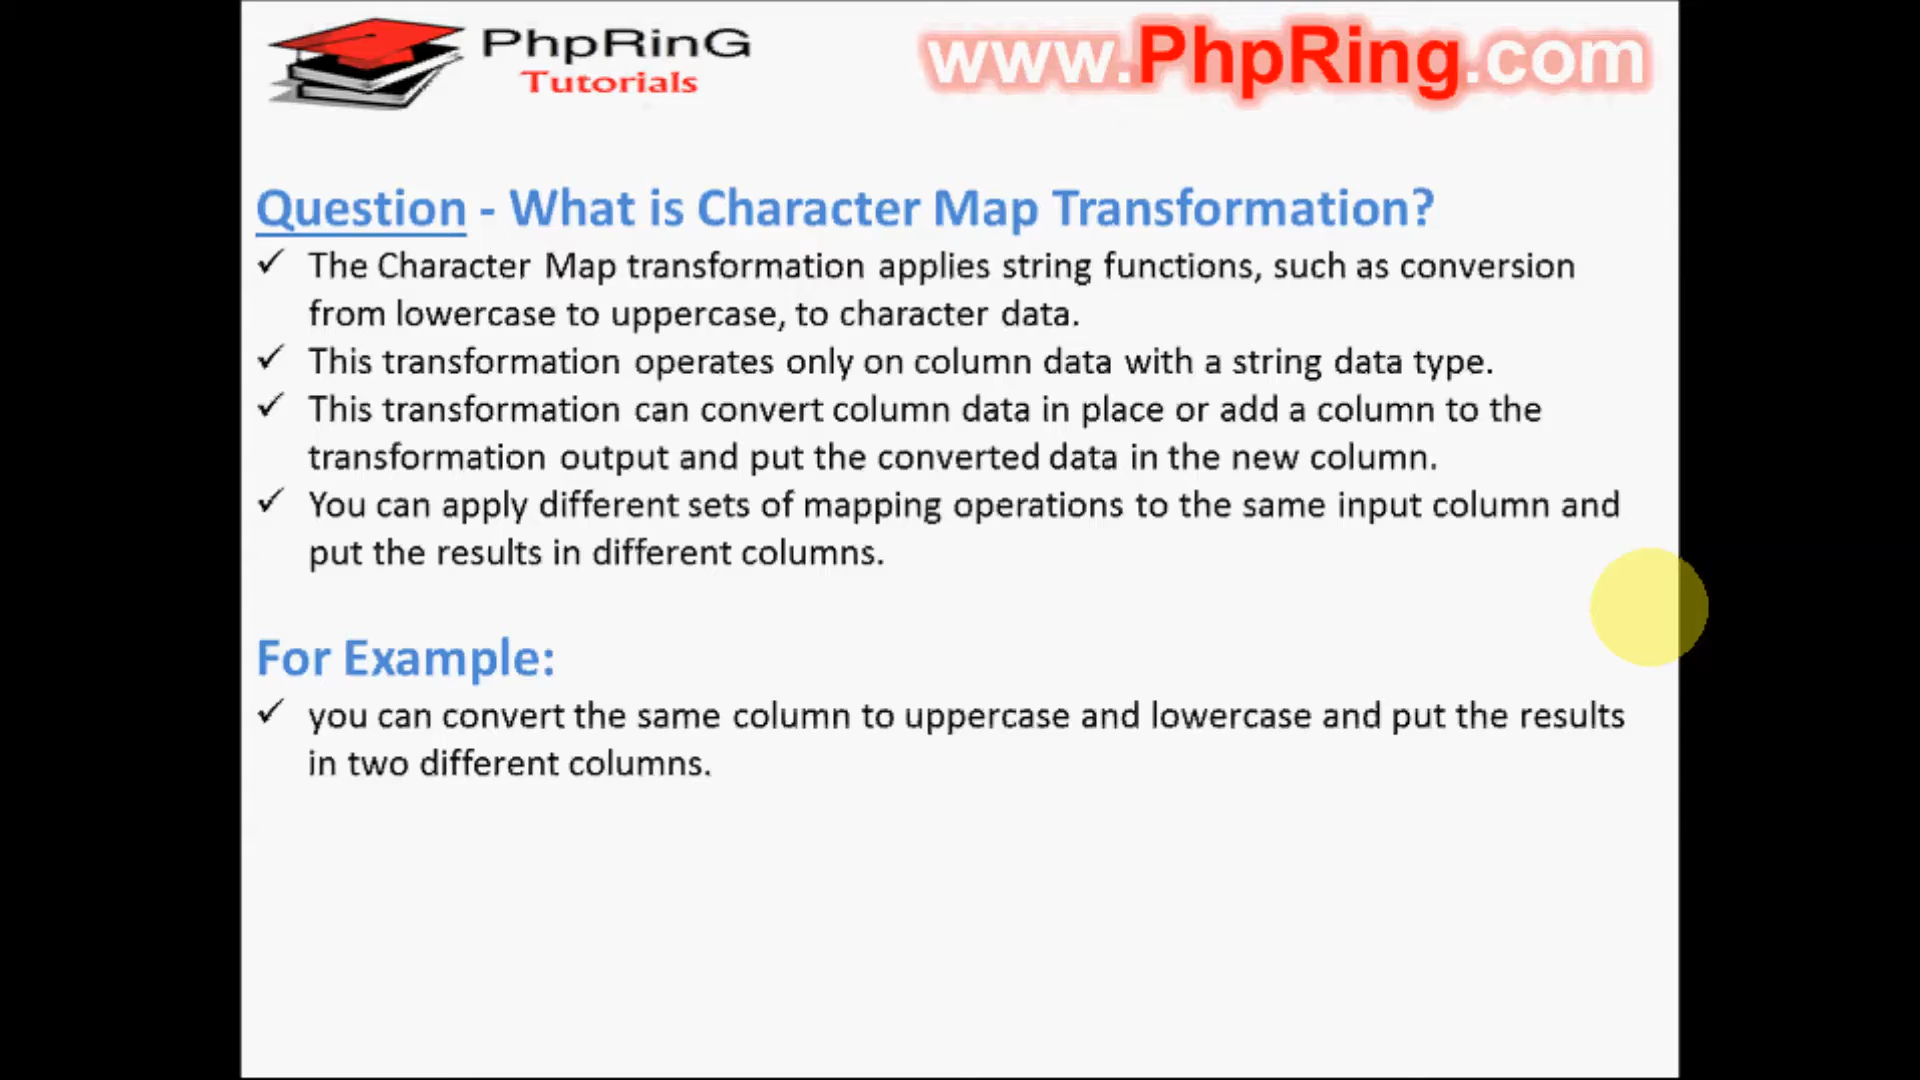 PhpRinG
Tutorials
www.PhpRing.com
Question - What is Character Map Transformation?
✓ The Character Map transformation applies string functions, such as conversion
from lowercase to uppercase, to character data.
✓ This transformation operates only on column data with a string data type.
✓ This transformation can convert column data in place or add a column to the
transformation output and put the converted data in the new column.
✓ You can apply different sets of mapping operations to the same input column and
put the results in different columns.
For Example:
✓ you can convert the same column to uppercase and lowercase and put the results
in two different columns.